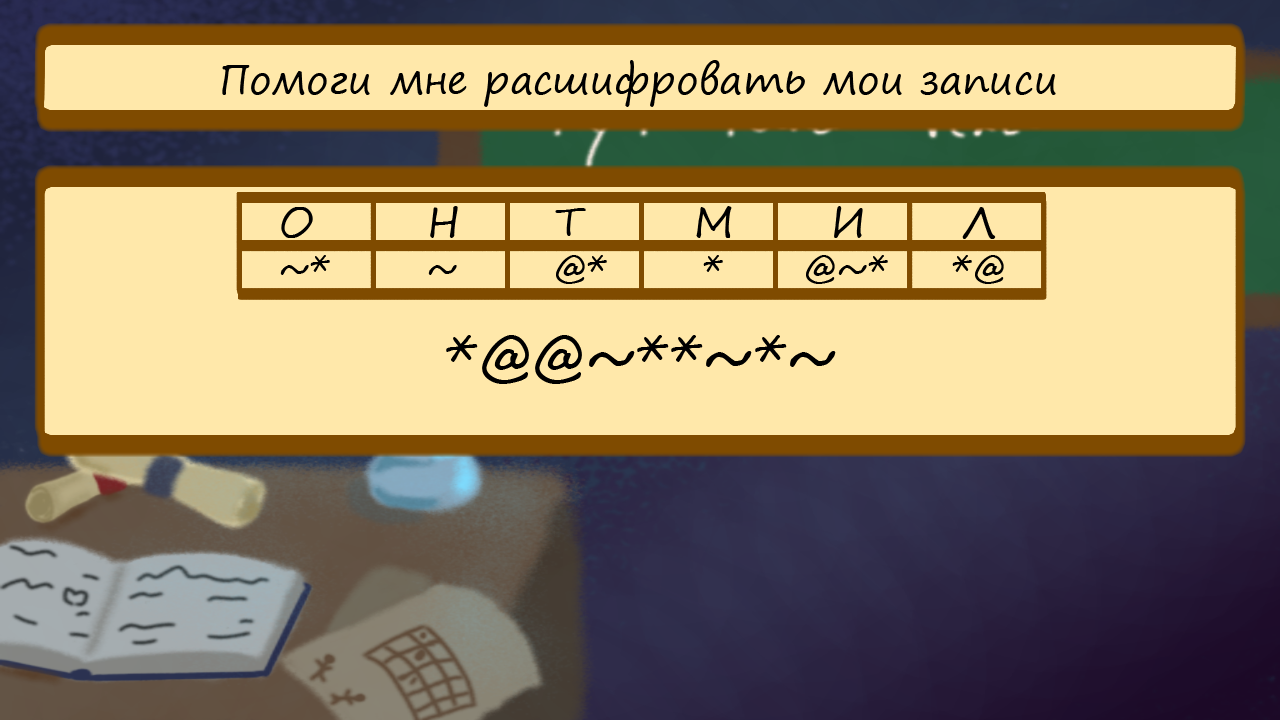 Помоги мне расшифровать мои записи
О Н Т М И Л
~* ~ @* * @~* *@
*@@~**~*~